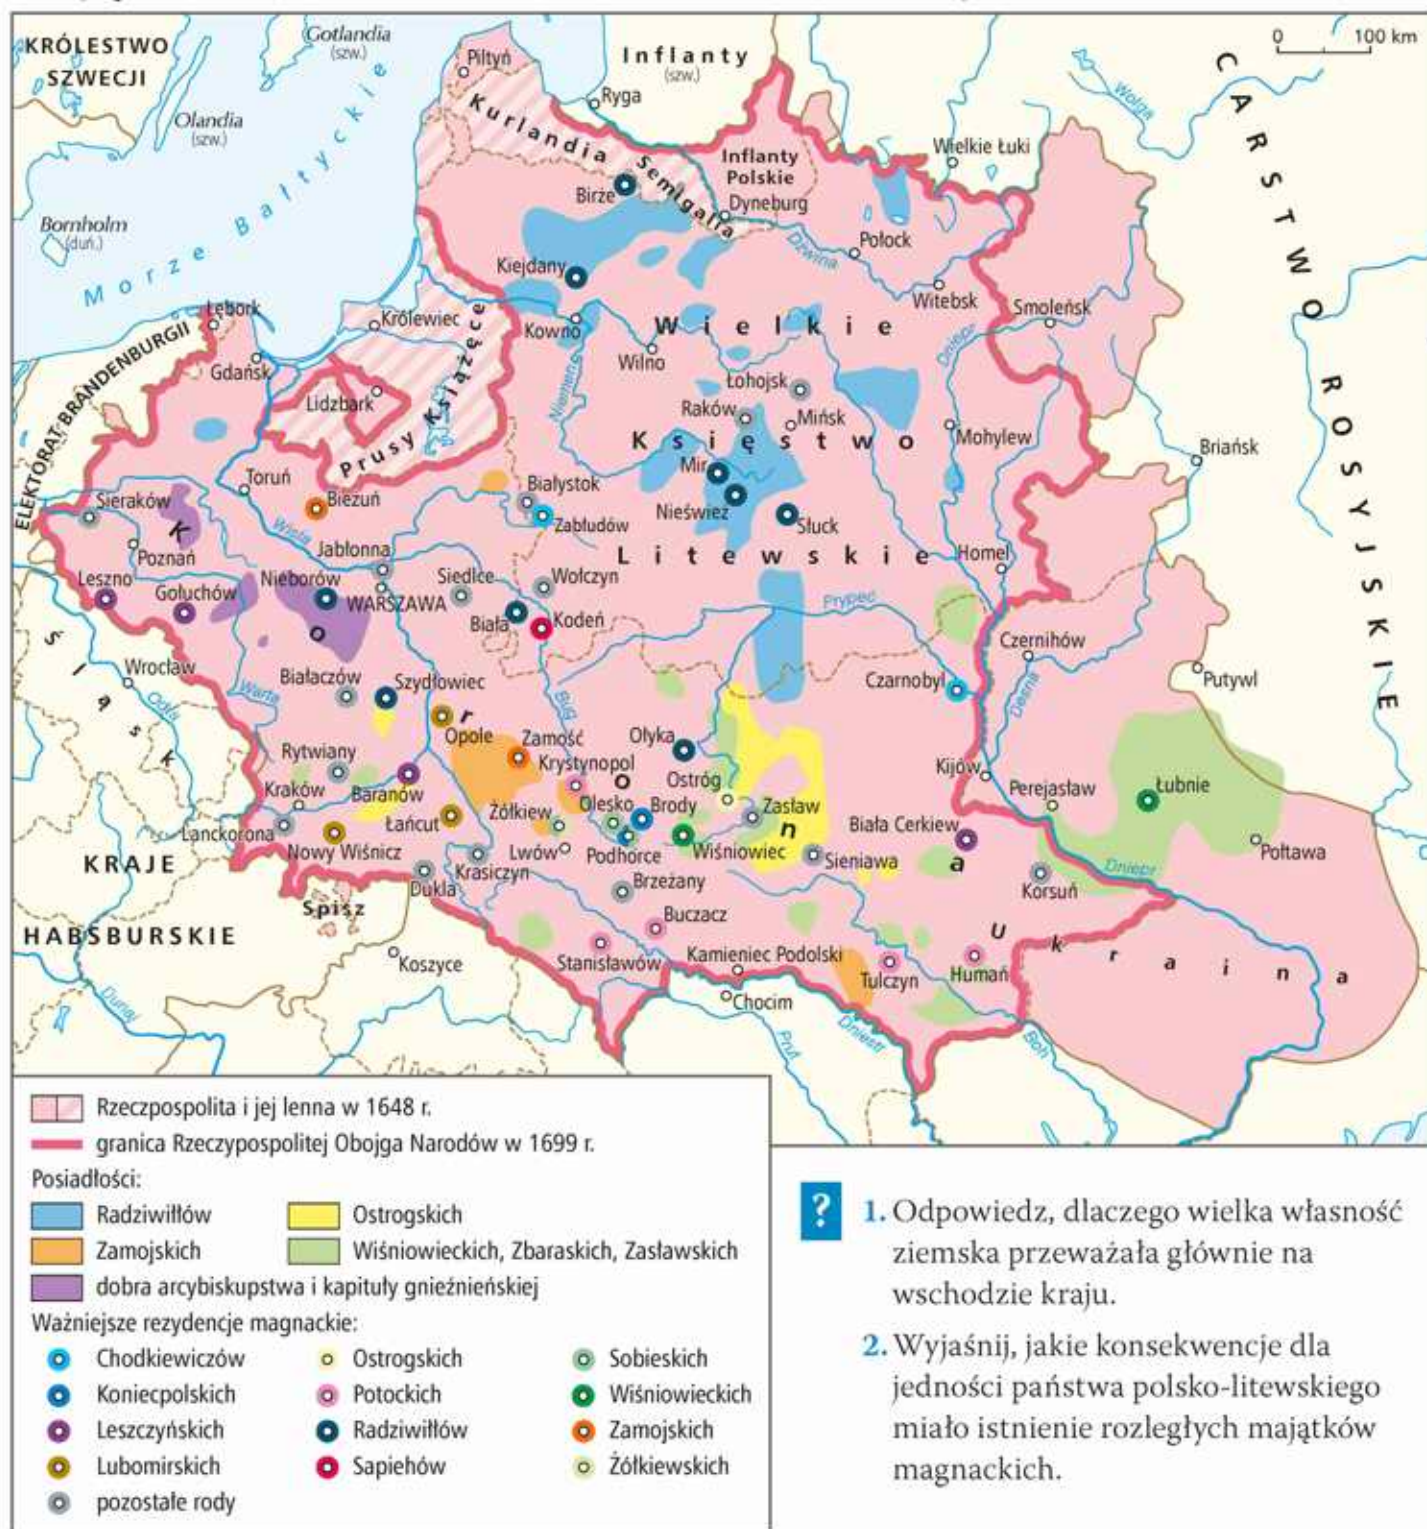 KRÓLESTWO
SZWECJI
Gotlandia
(szw.)
Olandia
(szw.)
Bornholm
(duń.)
Morze Bałtyckie
Piltyń
Inflanty
(szw.)
Ryga
Kurlandia
Semigalia
Inflanty
Polskie
Birże
Dyneburg
Wielkie Łuki
Wołga
0 100 km
CARSTWO ROSYJSKIE
Kiejdany
Dźwina
Połock
Witebsk
Smoleńsk
Lębork
Królewiec
Kowno
Wilno
Wielkie
Dniepr
ELEKTORAT BRANDENBURGII
Gdańsk
Lidzbark
Prusy Książęce
Niemen
Łohojsk
Raków
Mińsk
Mohylew
Księstwo
Briańsk
Mir
Nieśwież
Słuck
Toruń
Bieżuń
Białystok
Zabłudów
Sieraków
Poznań
Wisła
Jabłonna
Litewskie
Homel
Leszno
Gołuchów
Nieborów
WARSZAWA
Siedlce
Wołczyn
Biała
Kodeń
Prypeć
Czernihów
Śląsk
Wrocław
Odra
Warta
Białaczów
Szydłowiec
Bug
Czarnobyl
Desna
Putywl
Korona
Opole
Zamość
Krystynopol
Ołyka
Rytwiany
Ostróg
Kijów
Perejasław
Łubnie
Kraków
Baranów
Żółkiew
Olesko
Brody
Zasław
Biała Cerkiew
Lanckorona
Łańcut
Nowy Wiśnicz
Lwów
Podhorce
Wiśniowiec
Sieniawa
Połtawa
KRAJE
Dukla
Krasiczyn
Brzeżany
Korsuń
Dniepr
Spisz
HABSBURSKIE
Buczacz
Koszyce
Stanisławów
Kamieniec Podolski
Tulczyn
Humań
Ukraina
Chocim
Dunaj
Prut
Dniestr
Boh
Rzeczpospolita i jej lenna w 1648 r.
granica Rzeczypospolitej Obojga Narodów w 1699 r.
Posiadłości:
Radziwiłłów
Ostrogskich
Zamojskich
Wiśniowieckich, Zbaraskich, Zasławskich
dobra arcybiskupstwa i kapituły gnieźnieńskiej
Ważniejsze rezydencje magnackie:
Chodkiewiczów
Ostrogskich
Sobieskich
Koniecpolskich
Potockich
Wiśniowieckich
Leszczyńskich
Radziwiłłów
Zamojskich
Lubomirskich
Sapiehów
Żółkiewskich
pozostałe rody
?
1. Odpowiedz, dlaczego wielka własność
ziemska przeważała głównie na
wschodzie kraju.
2. Wyjaśnij, jakie konsekwencje dla
jedności państwa polsko-litewskiego
miało istnienie rozległych majątków
magnackich.